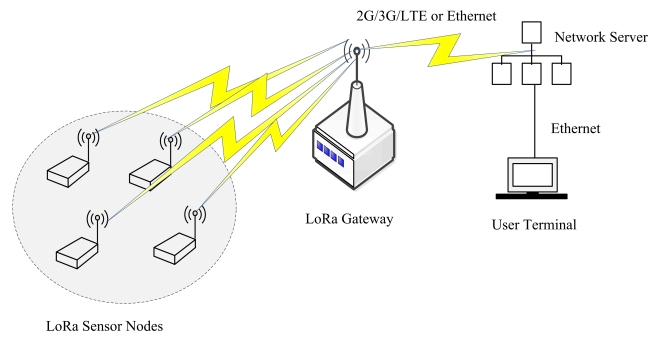 2G/3G/LTE or Ethernet
Network Server
Ethernet
LoRa Gateway
User Terminal
LoRa Sensor Nodes